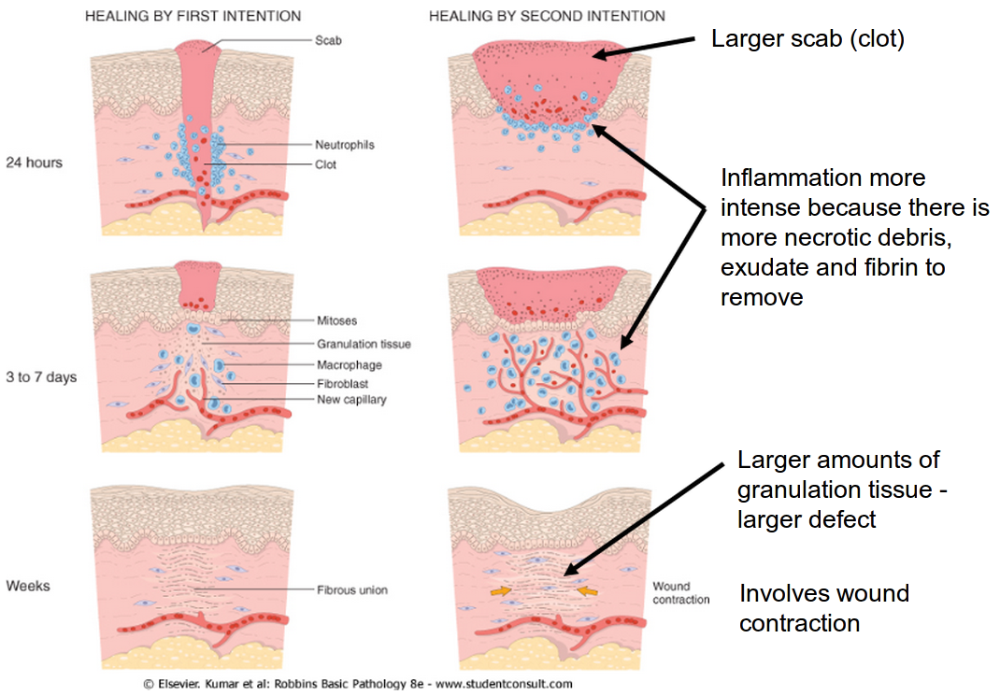 HEALING BY FIRST INTENTION
HEALING BY SECOND INTENTION
Scab
Larger scab (clot)
24 hours
Neutrophils
Clot
Inflammation more
intense because there is
more necrotic debris,
exudate and fibrin to
remove
3 to 7 days
Mitoses
Granulation tissue
Macrophage
Fibroblast
New capillary
Larger amounts of
granulation tissue -
larger defect
Weeks
Fibrous union
Wound
contraction
Involves wound
contraction
© Elsevier. Kumar et al: Robbins Basic Pathology 8e - www.studentconsult.com